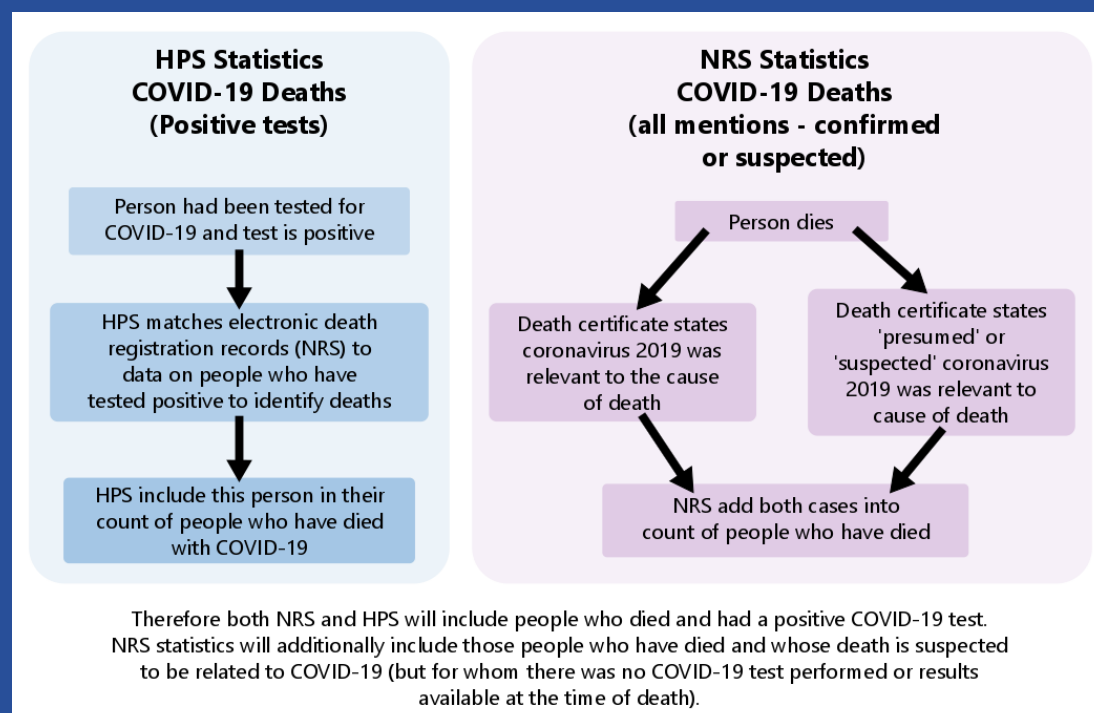 HPS Statistics
COVID-19 Deaths
(Positive tests)
Person had been tested for
COVID-19 and test is positive
HPS matches electronic death
registration records (NRS) to
data on people who have
tested positive to identify deaths
HPS include this person in their
count of people who have died
with COVID-19
NRS Statistics
COVID-19 Deaths
(all mentions - confirmed
or suspected)
Person dies
Death certificate states
coronavirus 2019 was
relevant to the cause
of death
Death certificate states
'presumed' or
'suspected' coronavirus
2019 was relevant to
cause of death
NRS add both cases into
count of people who have died
Therefore both NRS and HPS will include people who died and had a positive COVID-19 test.
NRS statistics will additionally include those people who have died and whose death is suspected
to be related to COVID-19 (but for whom there was no COVID-19 test performed or results
available at the time of death).